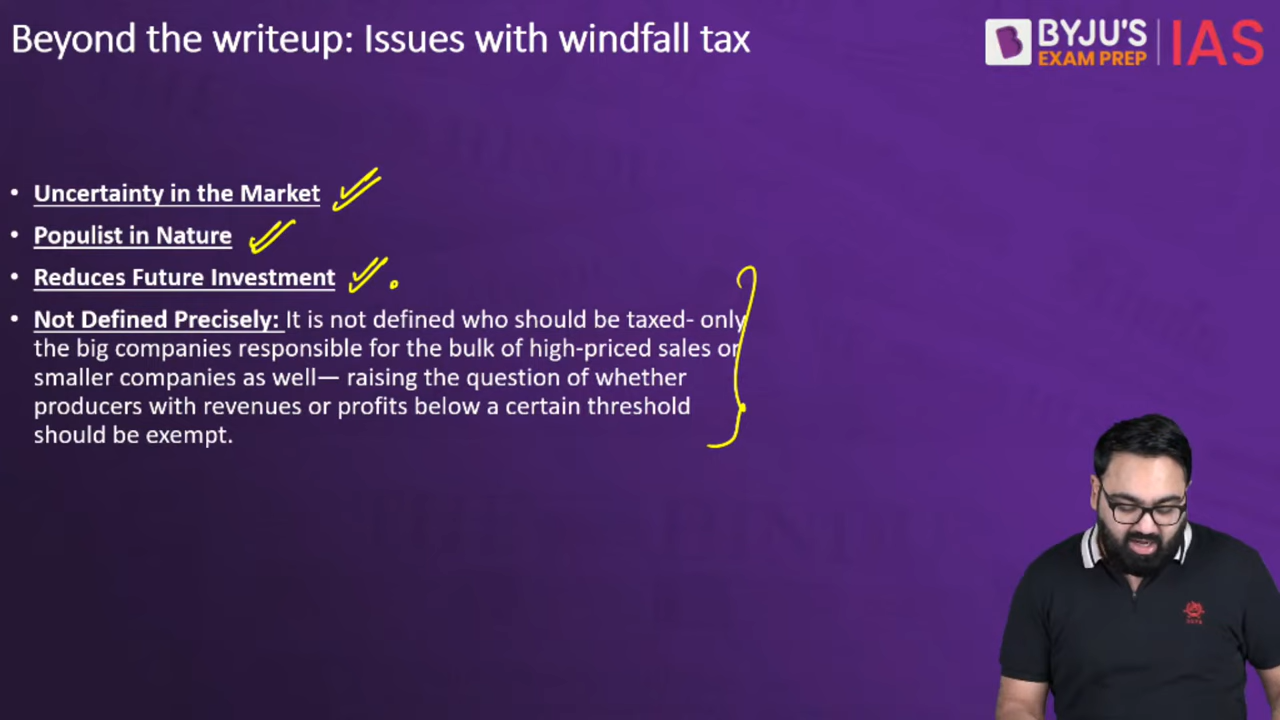 Beyond the writeup: Issues with windfall tax
BYJU'S
EXAM PREP
IAS
• Uncertainty in the Market
• Populist in Nature
• Reduces Future Investment
• Not Defined Precisely: It is not defined who should be taxed- only
the big companies responsible for the bulk of high-priced sales or
smaller companies as well— raising the question of whether
producers with revenues or profits below a certain threshold
should be exempt.